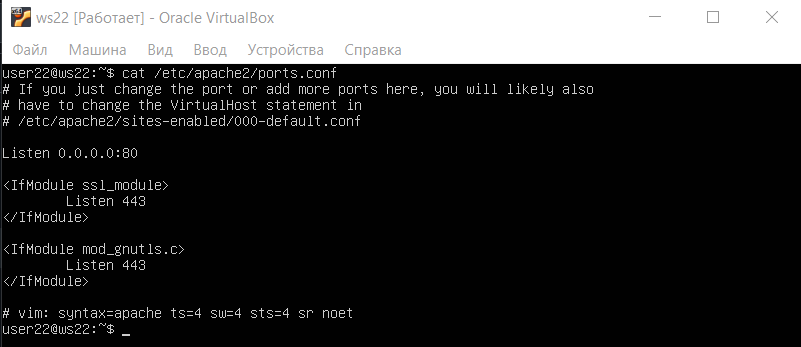 ws22 [Работает] - Oracle VirtualBox
Файл Машина Вид Ввод Устройства Справка
user22@ws22:~$ cat /etc/apache2/ports.conf
# If you just change the port or add more ports here, you will likely also
# have to change the VirtualHost statement in
# /etc/apache2/sites-enabled/000-default.conf
Listen 0.0.0.0:80
<IfModule ssl_module>
Listen 443
</IfModule>
<IfModule mod_gnutls.c>
Listen 443
</IfModule>
# vim: syntax=apache ts=4 sw=4 sts=4 sr noet
user22@ws22:~$ _